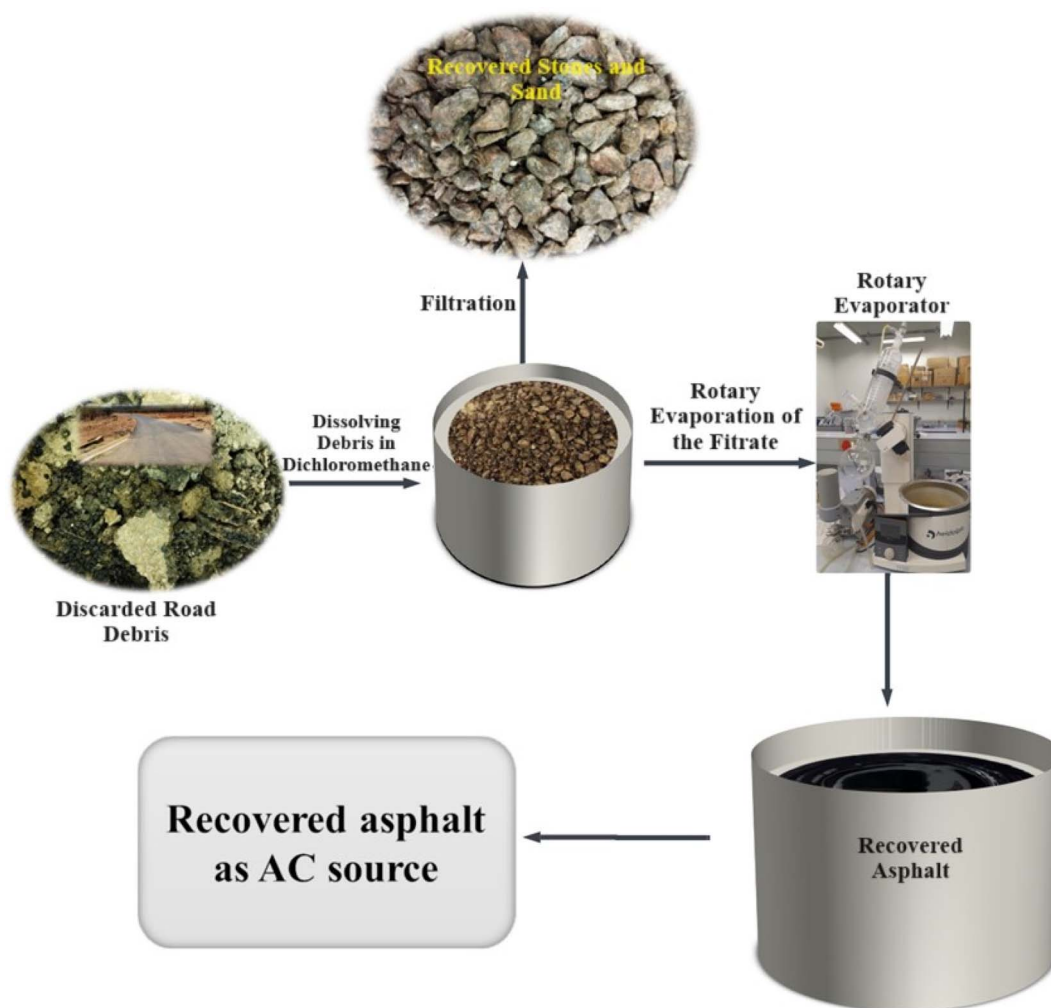 Recovered Stones and
Sand
Filtration
Rotary
Evaporator
Dissolving
Debris in
Dichloromethane
Rotary
Evaporation of
the Fitrate
Discarded Road
Debris
Recovered asphalt
as AC source
Recovered
Asphalt